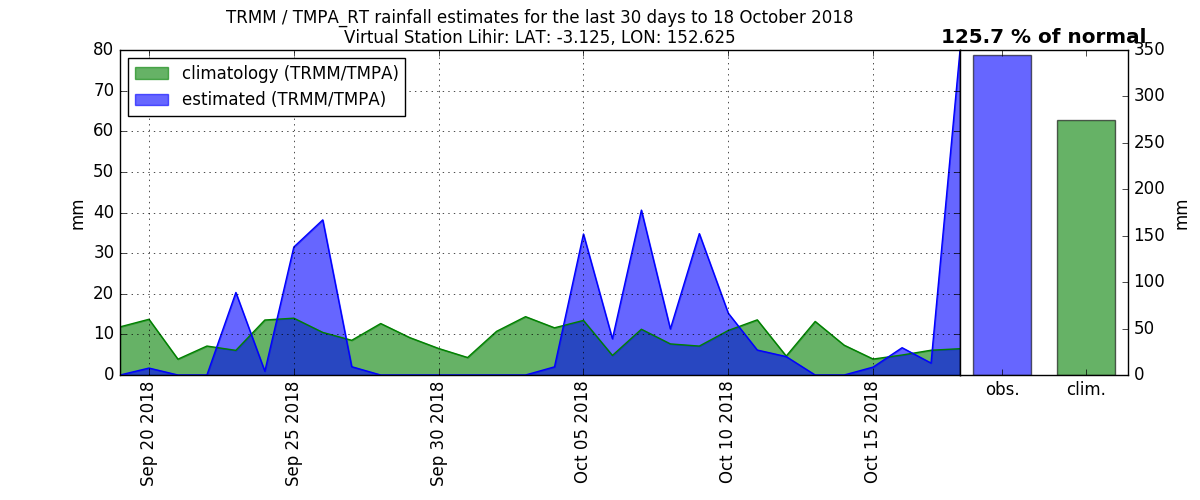 TRMM / TMPA_RT rainfall estimates for the last 30 days to 18 October 2018
Virtual Station Lihir: LAT: -3.125, LON: 152.625
125.7 % of normal
climatology (TRMM/TMPA)
estimated (TRMM/TMPA)
80
70
60
50
40
30
20
10
0
mm
Sep 20 2018
Sep 25 2018
Sep 30 2018
Oct 05 2018
Oct 10 2018
Oct 15 2018
350
300
250
200
150
100
50
0
mm
obs.
clim.